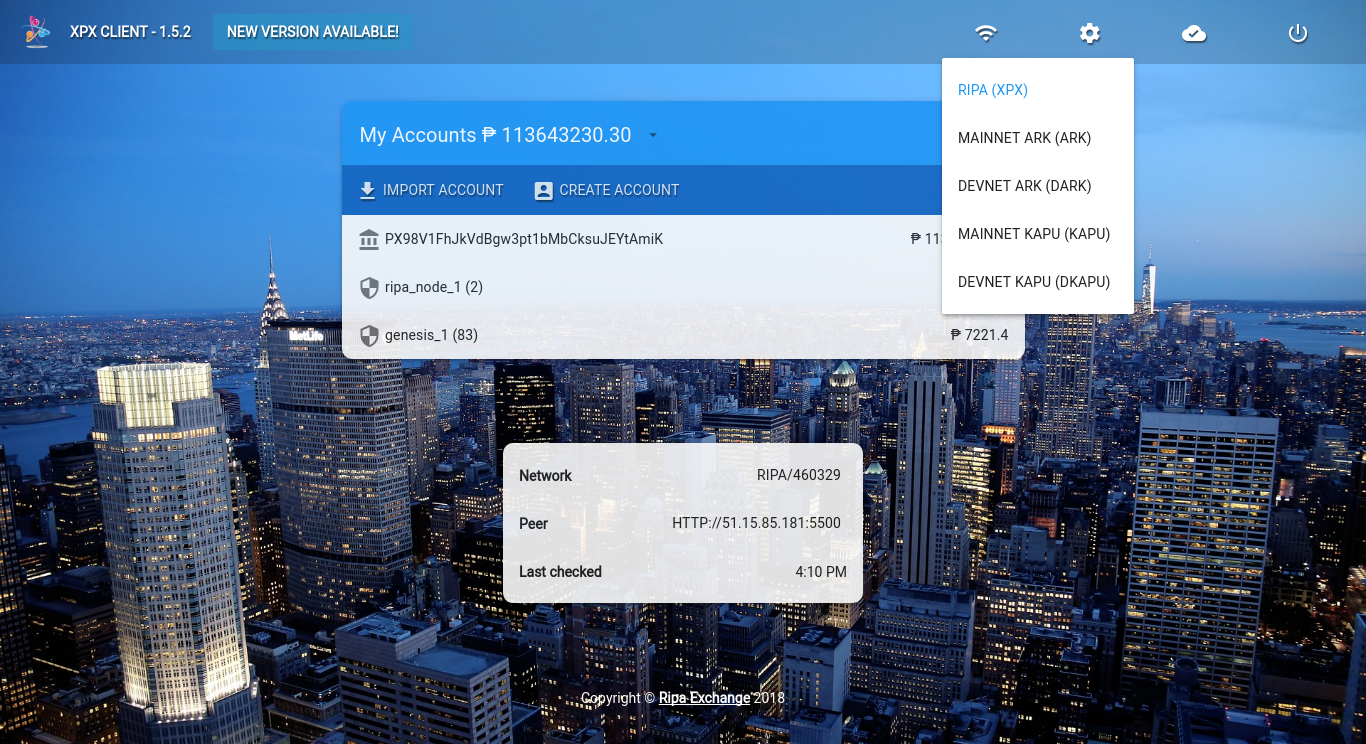 XPX CLIENT - 1.5.2
NEW VERSION AVAILABLE!
RIPA (XPX)
MAINNET ARK (ARK)
DEVNET ARK (DARK)
MAINNET KAPU (KAPU)
DEVNET KAPU (DKAPU)
My Accounts ₱ 113643230.30
IMPORT ACCOUNT
CREATE ACCOUNT
PX98V1FhJkVdBgw3pt1bMbCksuJEYtAmiK
ripa_node_1 (2)
genesis_1 (83) ₱ 7221.4
Network RIPA/460329
Peer HTTP://51.15.85.181:5500
Last checked 4:10 PM
Copyright © Ripa Exchange 2018